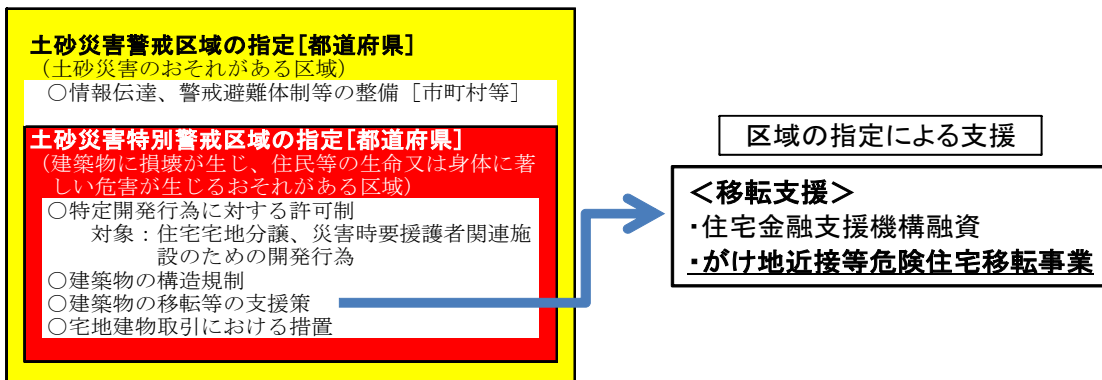 土砂災害警戒区域の指定[都道府県]
（土砂災害のおそれがある区域）
○情報伝達、警戒避難体制等の整備［市町村等］
土砂災害特別警戒区域の指定[都道府県]
（建築物に損壊が生じ、住民等の生命又は身体に著
しい危害が生じるおそれがある区域）
○特定開発行為に対する許可制
対象：住宅宅地分譲、災害時要援護者関連施
設のための開発行為
○建築物の構造規制
○建築物の移転等の支援策
○宅地建物取引における措置
区域の指定による支援
＜移転支援＞
・住宅金融支援機構融資
・がけ地近接等危険住宅移転事業